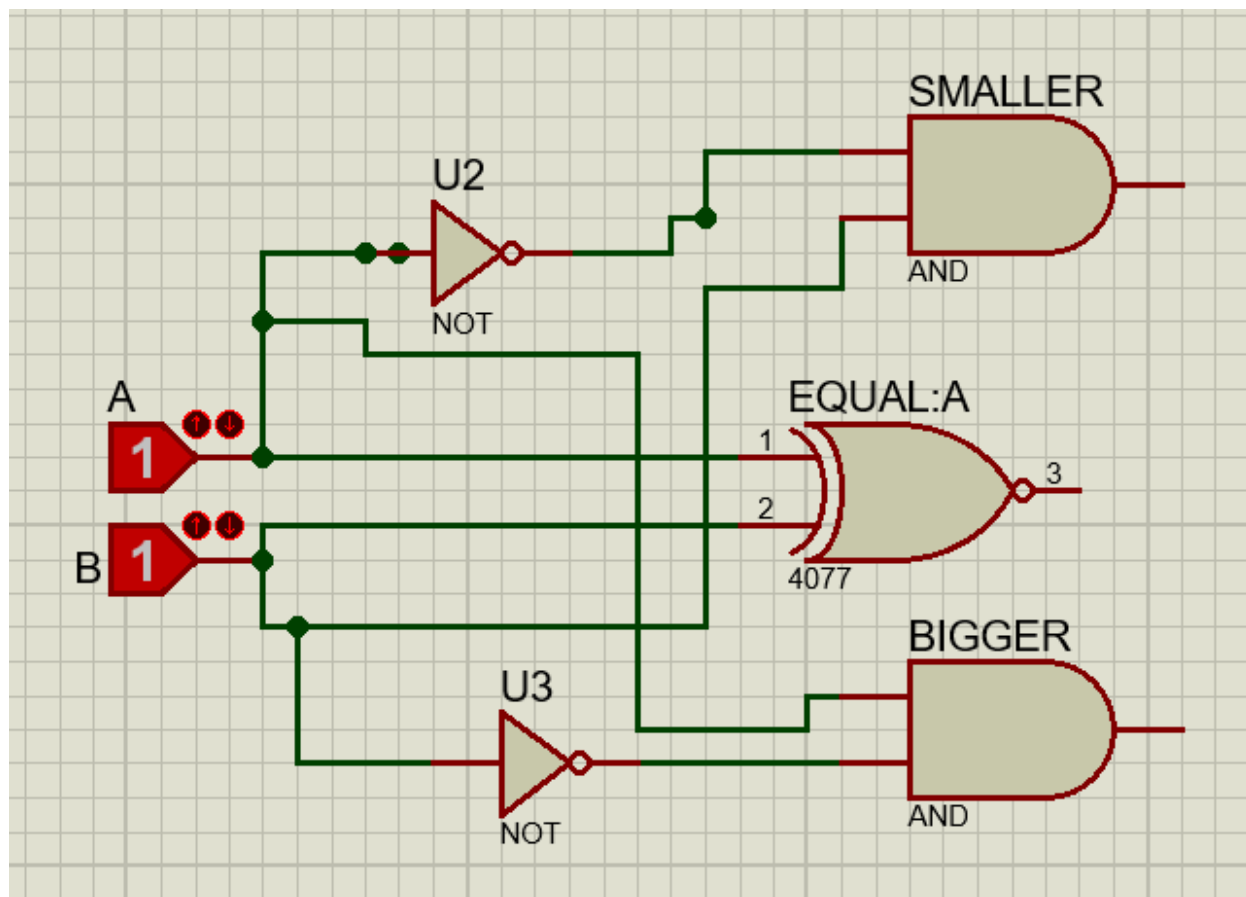 SMALLER
U2
AND
NOT
A
EQUAL:A
1
1
3
2
B
1
4077
BIGGER
U3
AND
NOT